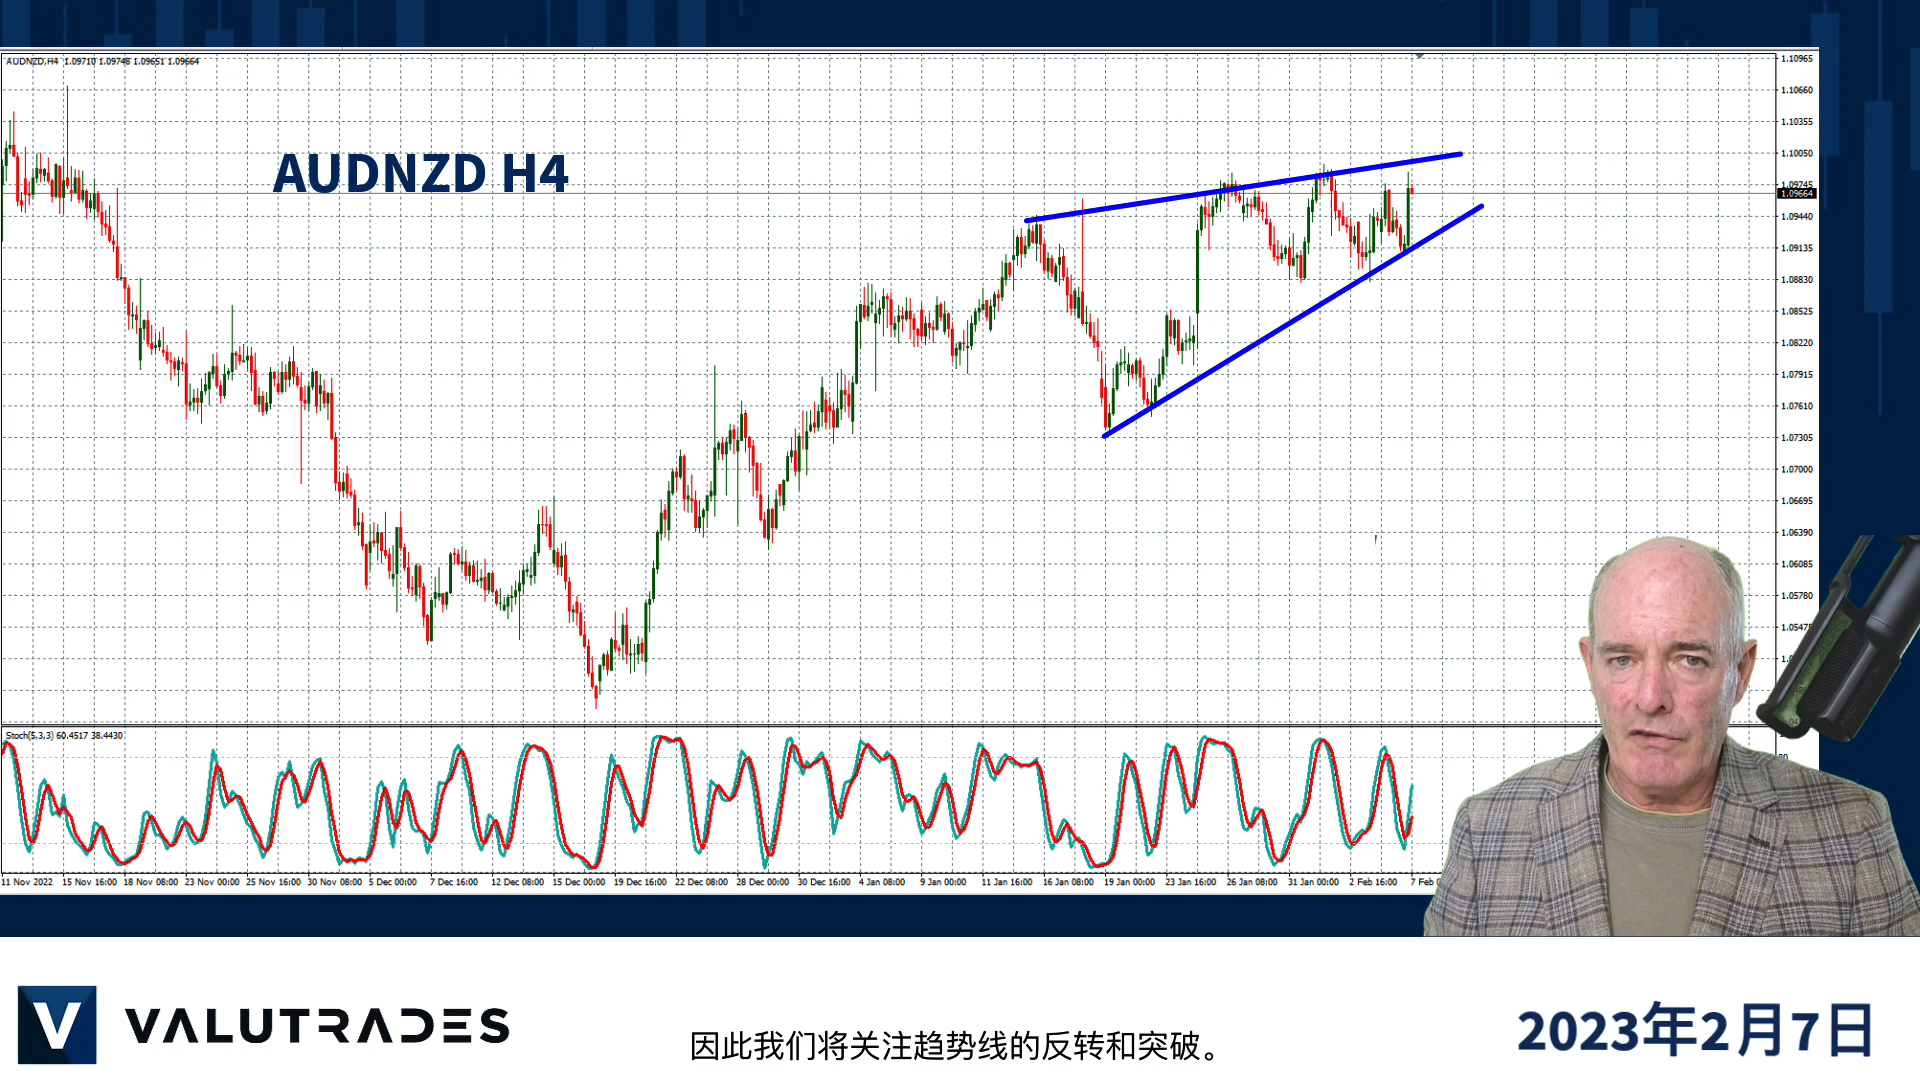 AUDNZD,H4 1.09710 1.09748 1.09651 1.09664
AUDNZD H4
1.10965
1.10660
1.10355
1.10050
1.09745
1.09664
1.09440
1.09135
1.08830
1.08525
1.08220
1.07915
1.07610
1.07305
1.07000
1.06695
1.06390
1.06085
1.05780
1.0547
Stoch(5,3,3) 60.4517 38.4430
11 Nov 2022 15 Nov 16:00 18 Nov 08:00 23 Nov 00:00 25 Nov 16:00 30 Nov 08:00 5 Dec 00:00 7 Dec 16:00 12 Dec 08:00 15 Dec 00:00 19 Dec 16:00 22 Dec 08:00 28 Dec 00:00 30 Dec 16:00 4 Jan 08:00 9 Jan 00:00 11 Jan 16:00 16 Jan 08:00 19 Jan 00:00 23 Jan 16:00 26 Jan 08:00 31 Jan 00:00 2 Feb 16:00 7 Feb
VALUTRADES
因此我们将关注趋势线的反转和突破。
2023年2月7日